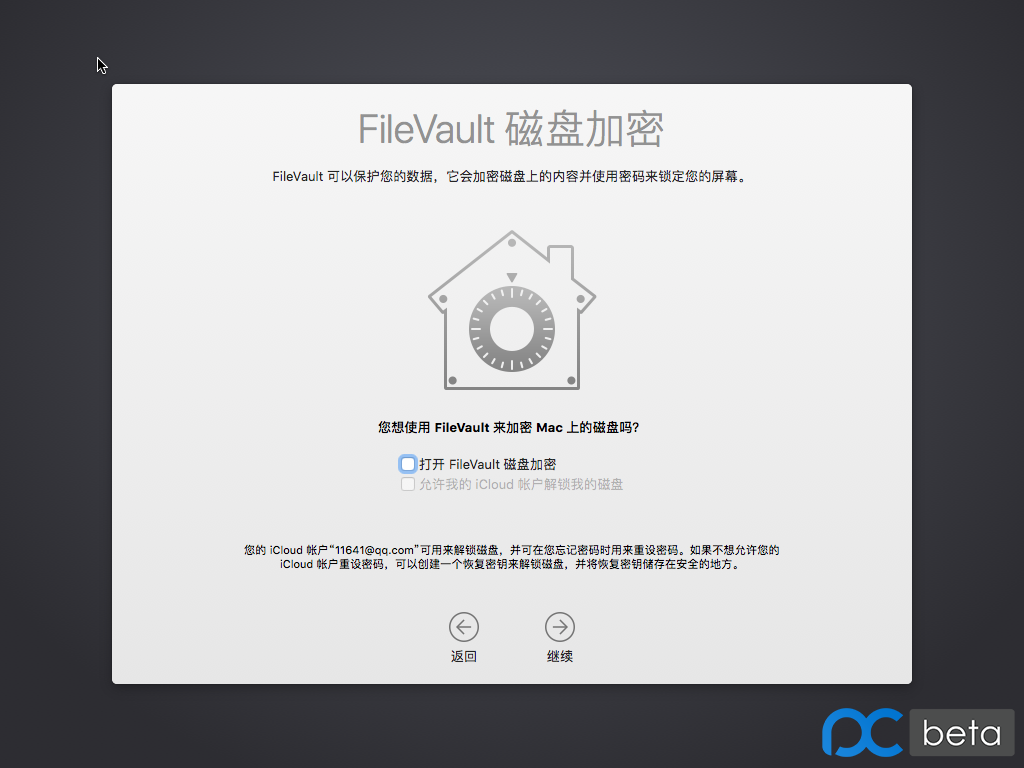 FileVault 磁盘加密
FileVault 可以保护您的数据，它会加密磁盘上的内容并使用密码来锁定您的屏幕。
您想使用 FileVault 来加密 Mac 上的磁盘吗？
打开 FileVault 磁盘加密
允许我的 iCloud 帐户解锁我的磁盘
您的 iCloud 帐户“11641@qq.com”可用来解锁磁盘，并可在您忘记密码时用来重设密码。如果不想允许您的
iCloud 帐户重设密码，可以创建一个恢复密钥来解锁磁盘，并将恢复密钥储存在安全的地方。
返回
继续
pc beta